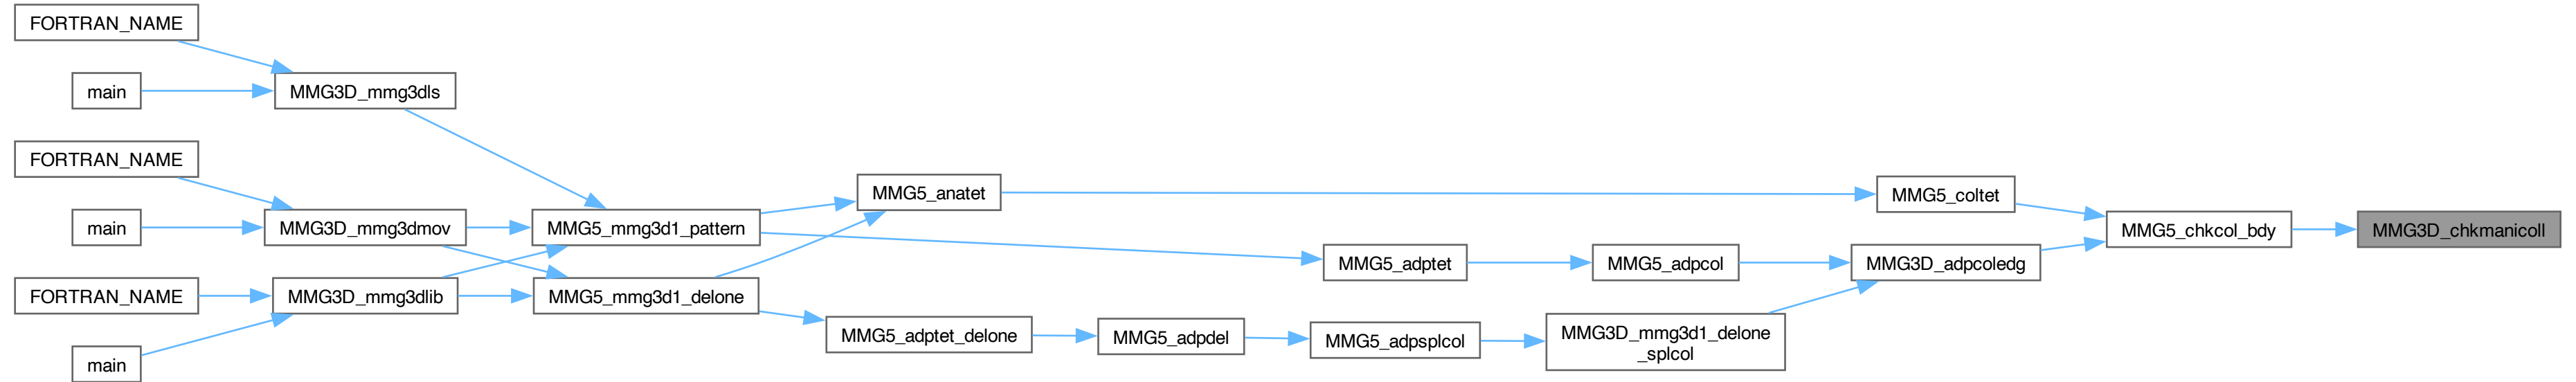 FORTRAN_NAME
main
MMG3D_mmg3dls
FORTRAN_NAME
main
MMG3D_mmg3dmov
FORTRAN_NAME
main
MMG3D_mmg3dlib
MMG5_mmg3d1_pattern
MMG5_mmg3d1_delone
MMG5_anatet
MMG5_adptet_delone
MMG5_adpdel
MMG5_adptet
MMG5_adpsplcol
MMG5_adpcol
MMG3D_mmg3d1_delone
_splcol
MMG5_coltet
MMG3D_adpcoledg
MMG5_chkcol_bdy
MMG3D_chkmanicoll